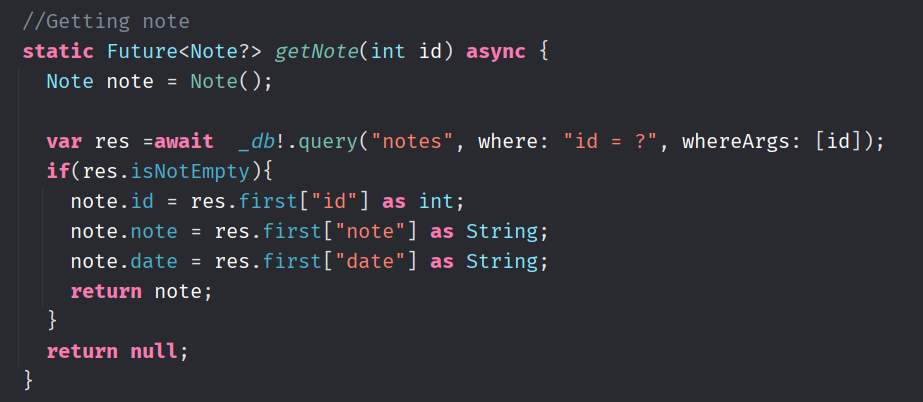 //Getting note
static Future<Note?> getNote(int id) async {
  Note note = Note();

  var res =await  _db!.query("notes", where: "id = ?", whereArgs: [id]);
  if(res.isNotEmpty){
    note.id = res.first["id"] as int;
    note.note = res.first["note"] as String;
    note.date = res.first["date"] as String;
    return note;
  }
  return null;
}